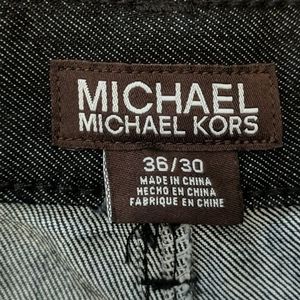 MICHAEL
MICHAEL KORS
36/30
MADE IN CHINA
HECHO EN CHINA
FABRIQUE EN CHINE